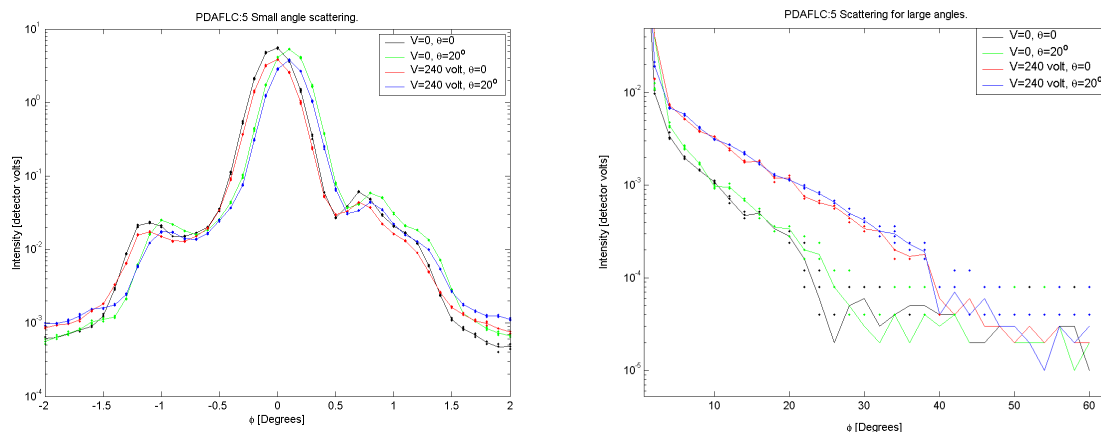 PDAFLC:5 Small angle scattering.
10¹
10⁰
10⁻¹
10⁻²
10⁻³
10⁻⁴
Intensity [detector volts]
-2
-1.5
-1
-0.5
0
0.5
1
1.5
2
φ [Degrees]
V=0, θ=0
V=0, θ=20°
V=240 volt, θ=0
V=240 volt, θ=20°
PDAFLC:5 Scattering for large angles.
10⁻²
10⁻³
10⁻⁴
10⁻⁵
Intensity [detector volts]
10
20
30
40
50
60
φ [Degrees]
V=0, θ=0
V=0, θ=20°
V=240 volt, θ=0
V=240 volt, θ=20°